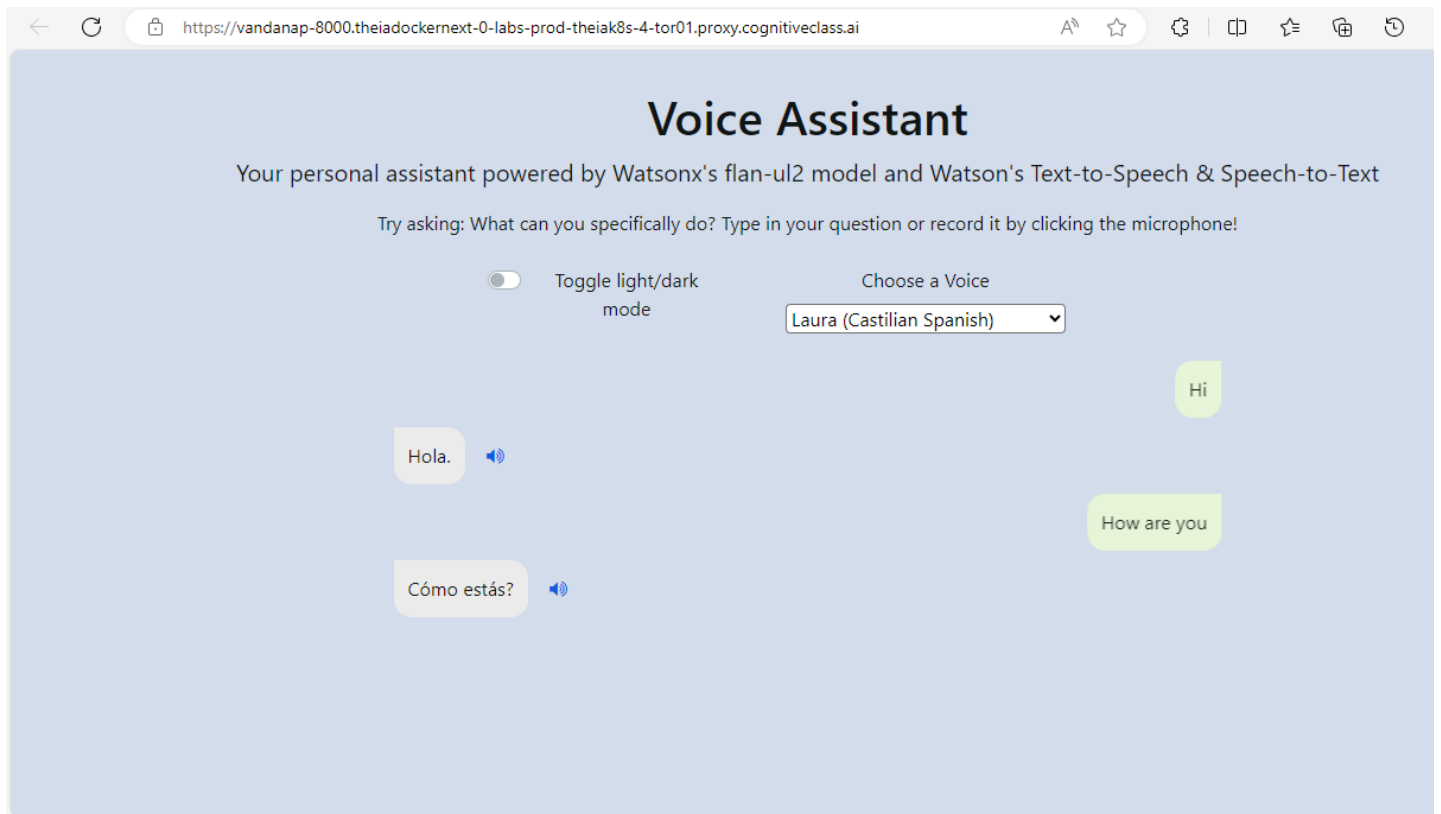 https://vandanap-8000.theiadockernext-0-labs-prod-theiak8s-4-tor01.proxy.cognitiveclass.ai
Voice Assistant
Your personal assistant powered by Watsonx's flan-ul2 model and Watson's Text-to-Speech & Speech-to-Text
Try asking: What can you specifically do? Type in your question or record it by clicking the microphone!
Toggle light/dark
mode
Choose a Voice
Laura (Castilian Spanish)
Hi
Hola.
How are you
Cómo estás?